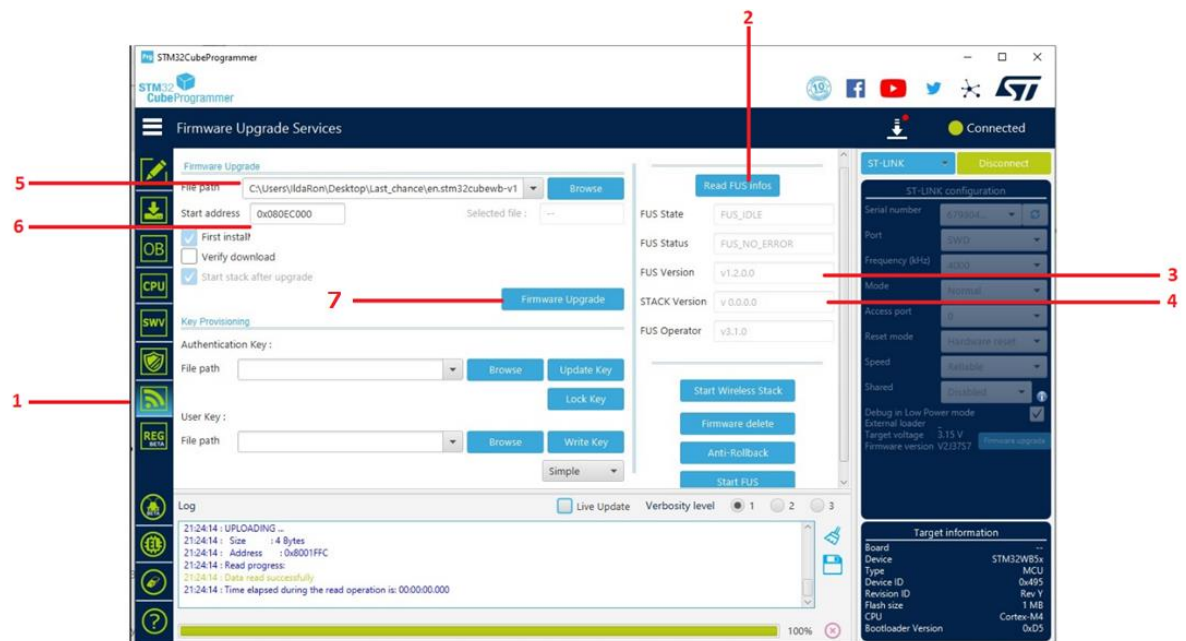 2
Prg STM32CubeProgrammer
STM32
CubeProgrammer
Firmware Upgrade Services
Connected
Firmware Upgrade
5
File path C:\Users\IldaRon\Desktop\Last_chance\en.stm32cubewb-v1 Browse
Start address 0x080EC000 Selected file : --
6
First install
Verify download
Start stack after upgrade
7
Firmware Upgrade
Key Provisioning
Authentication Key :
File path Browse Update Key
Lock Key
1
User Key :
File path Browse Write Key
Simple
OB
CPU
SWV
REG
BETA
Read FUS infos
FUS State FUS_IDLE
FUS Status FUS_NO_ERROR
FUS Version v1.2.0.0
3
STACK Version v 0.0.0.0
4
FUS Operator v3.1.0
Start Wireless Stack
Firmware delete
Anti-Rollback
Start FUS
ST-LINK Disconnect
ST-LINK configuration
Serial number
Port SWD
Frequency (kHz) 4000
Mode Normal
Access port 0
Reset mode Hardware reset
Speed Reliable
Shared Disabled
Debug in Low Power mode
External loader _
Target voltage 3.15 V
Firmware version V2J37S7 Firmware upgrade
Log
Live Update Verbosity level 1 2 3
21:24:14 : UPLOADING ...
21:24:14 : Size : 4 Bytes
21:24:14 : Address : 0x8001FFC
21:24:14 : Read progress:
21:24:14 : Data read successfully
21:24:14 : Time elapsed during the read operation is: 00:00:00.000
100%
Target information
Board --
Device STM32WB5x
Type MCU
Device ID 0x495
Revision ID Rev Y
Flash size 1 MB
CPU Cortex-M4
Bootloader Version 0xD5